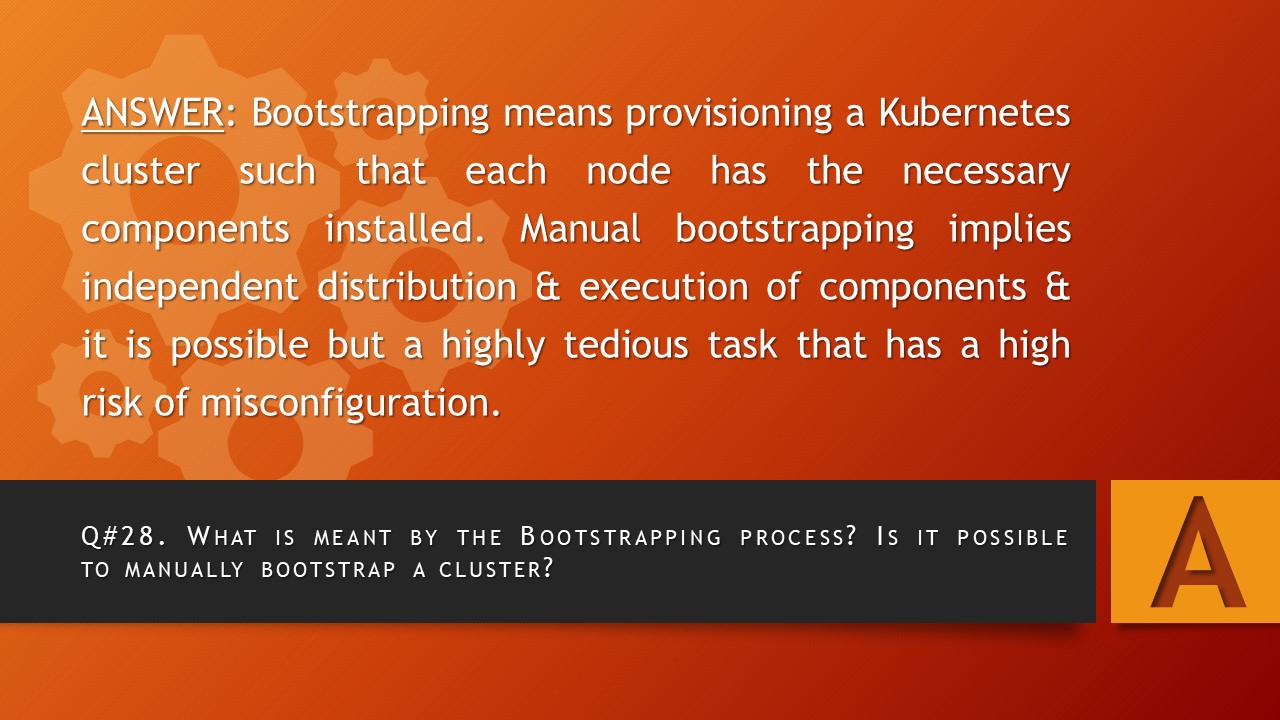 ANSWER: Bootstrapping means provisioning a Kubernetes
cluster such that each node has the necessary
components installed. Manual bootstrapping implies
independent distribution & execution of components &
it is possible but a highly tedious task that has a high
risk of misconfiguration.
Q#28. What is meant by the Bootstrapping process? Is it possible
to manually bootstrap a cluster?
A